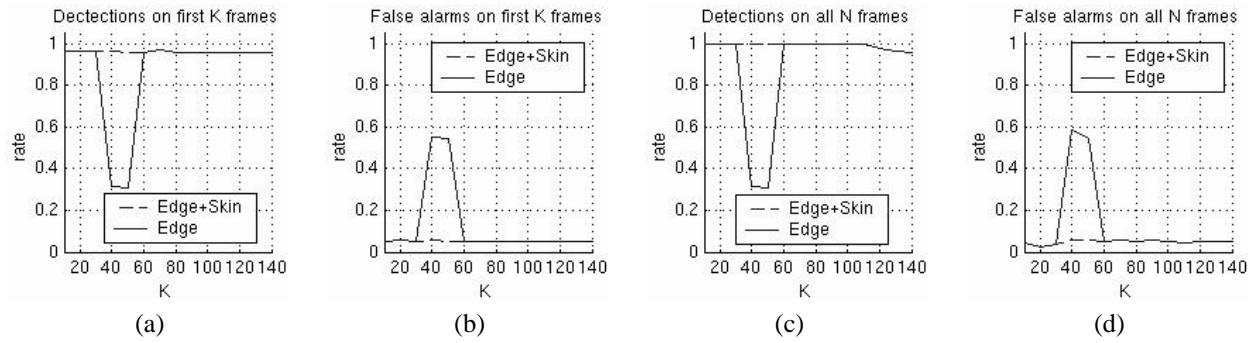 Dectections on first K frames
1
0.8
0.6
0.4
0.2
0
rate
Edge+Skin
Edge
20 40 60 80 100 120 140
K
(a)
False alarms on first K frames
1
0.8
0.6
0.4
0.2
0
rate
Edge+Skin
Edge
20 40 60 80 100 120 140
K
(b)
Detections on all N frames
1
0.8
0.6
0.4
0.2
0
rate
Edge+Skin
Edge
20 40 60 80 100 120 140
K
(c)
False alarms on all N frames
1
0.8
0.6
0.4
0.2
0
rate
Edge+Skin
Edge
20 40 60 80 100 120 140
K
(d)